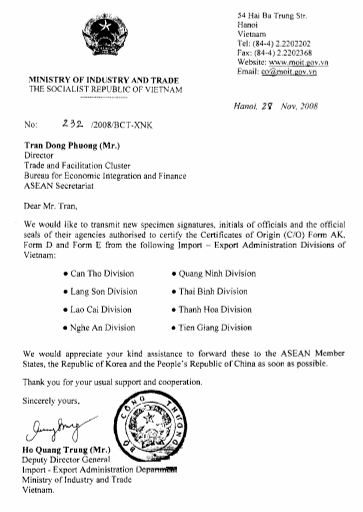 54 Hai Ba Trung Str.
Hanoi
Vietnam
Tel: (84-4) 2.2202202
Fax: (84-4) 2.2202368
Website: www.moit.gov.vn
Email: co@moit.gov.vn
MINISTRY OF INDUSTRY AND TRADE
THE SOCIALIST REPUBLIC OF VIETNAM
Hanoi, 28 Nov, 2008
No: 232 /2008/BCT-XNK
Tran Dong Phuong (Mr.)
Director
Trade and Facilitation Cluster
Bureau for Economic Integration and Finance
ASEAN Secretariat
Dear Mr. Tran,
We would like to transmit new specimen signatures, initials of officials and the official
seals of their agencies authorised to certify the Certificates of Origin (C/O) Form AK,
Form D and Form E from the following Import – Export Administration Divisions of
Vietnam:
• Can Tho Division
• Quang Ninh Division
• Lang Son Division
• Thai Binh Division
• Lao Cai Division
• Thanh Hoa Division
• Nghe An Division
• Tien Giang Division
We would appreciate your kind assistance to forward these to the ASEAN Member
States, the Republic of Korea and the People's Republic of China as soon as possible.
Thank you for your usual support and cooperation.
Sincerely yours,
BỘ CÔNG THƯƠNG
Ho Quang Trung (Mr.)
Deputy Director General
Import - Export Administration Department
Ministry of Industry and Trade
Vietnam.